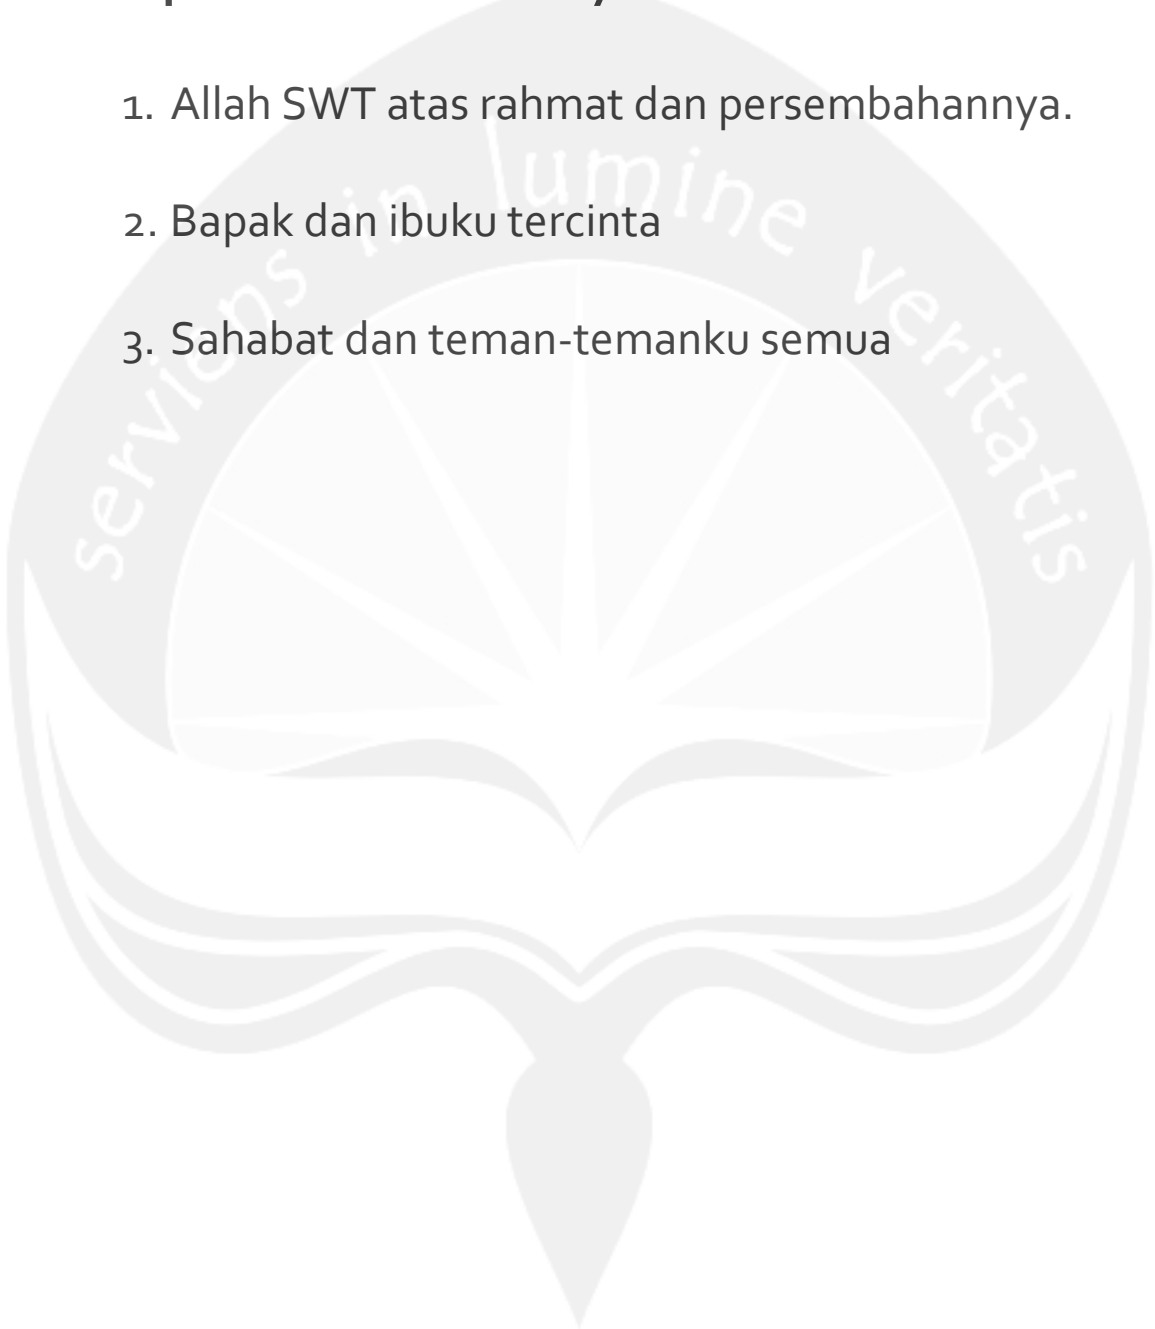 1. Allah SWT atas rahmat dan persembahannya.
2. Bapak dan ibuku tercinta
3. Sahabat dan teman-temanku semua
serviens in lumine veritatis